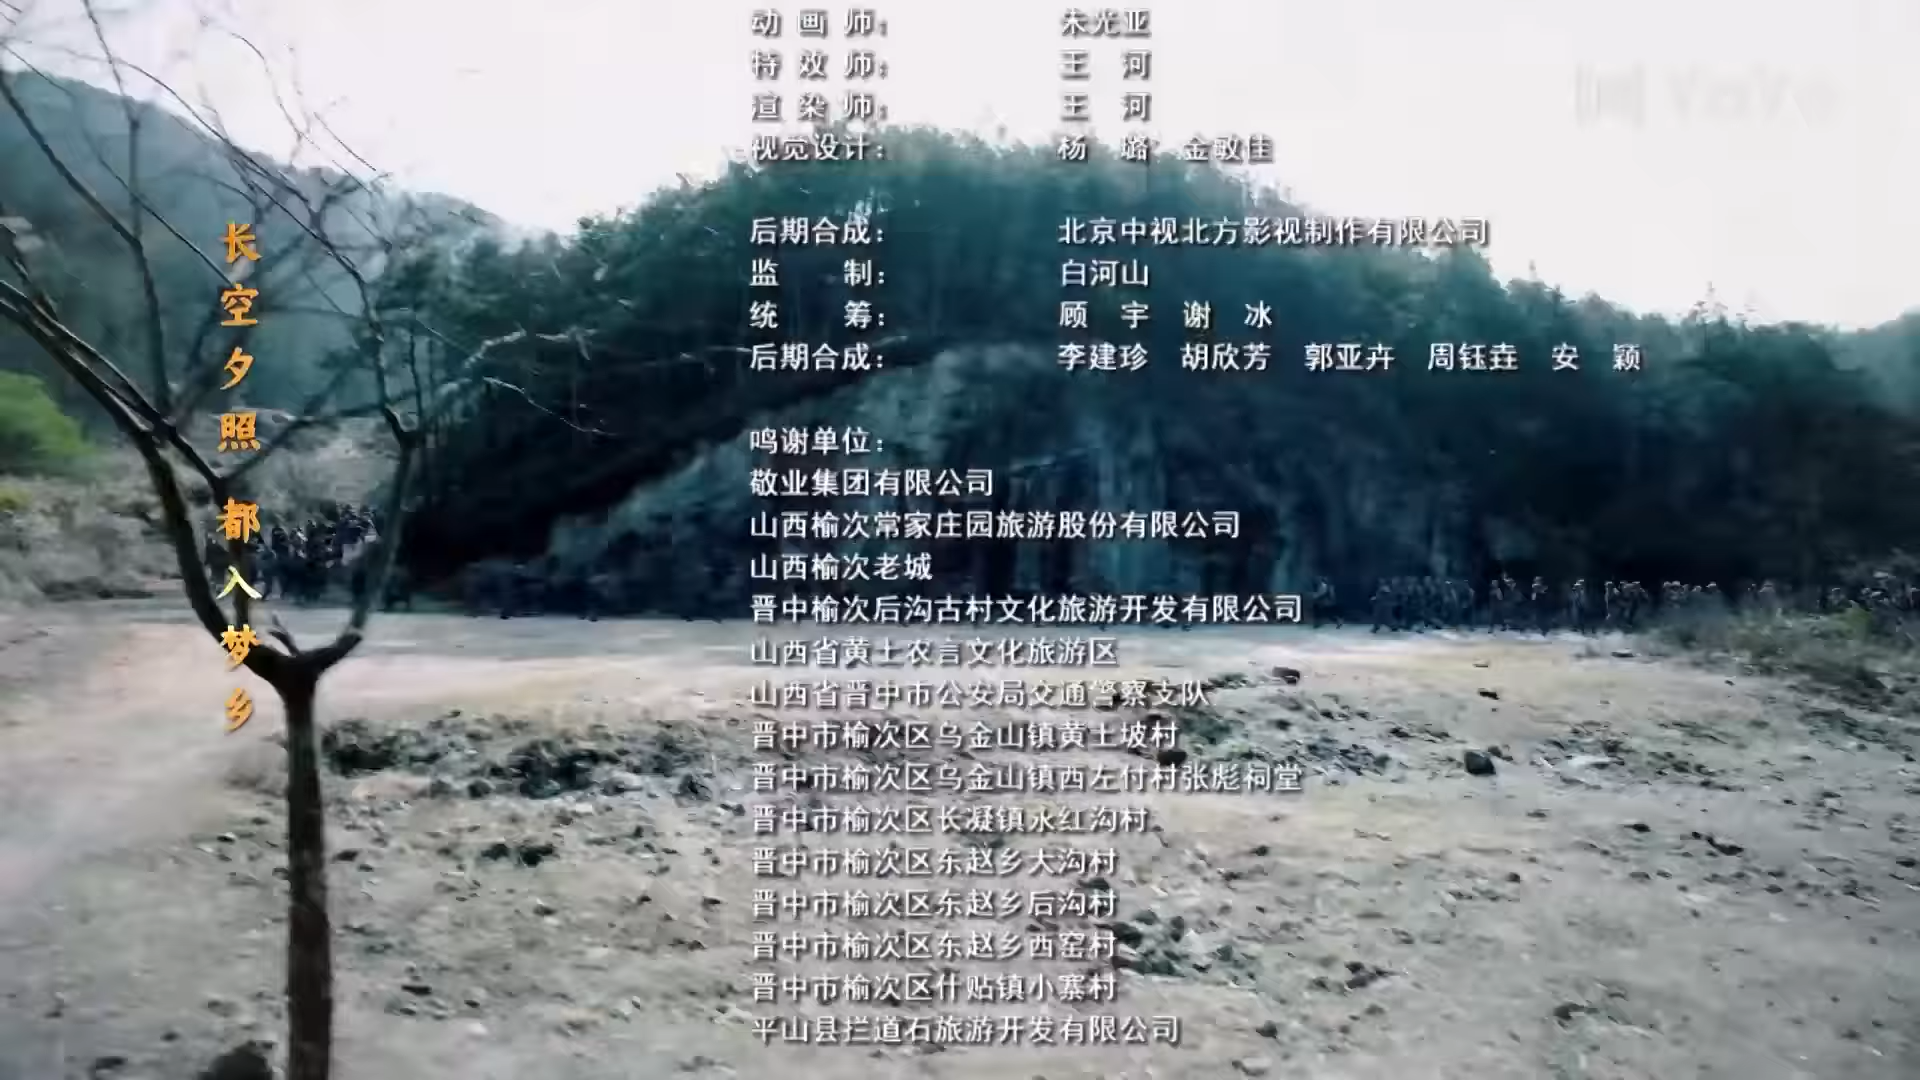 动画师: 朱光亚
特效师: 王河
渲染师: 王河
视觉设计: 杨璐 金敏佳
后期合成: 北京中视北方影视制作有限公司
监制: 白河山
统筹: 顾宇 谢冰
后期合成: 李建珍 胡欣芳 郭亚卉 周钰垚 安颖
鸣谢单位:
敬业集团有限公司
山西榆次常家庄园旅游股份有限公司
山西榆次老城
晋中榆次后沟古村文化旅游开发有限公司
山西省黄土农言文化旅游区
山西省晋中市公安局交通警察支队
晋中市榆次区乌金山镇黄土坡村
晋中市榆次区乌金山镇西左付村张彪祠堂
晋中市榆次区长凝镇永红沟村
晋中市榆次区东赵乡大沟村
晋中市榆次区东赵乡后沟村
晋中市榆次区东赵乡西窑村
晋中市榆次区什贴镇小寨村
平山县拦道石旅游开发有限公司
长空夕照 都入梦乡